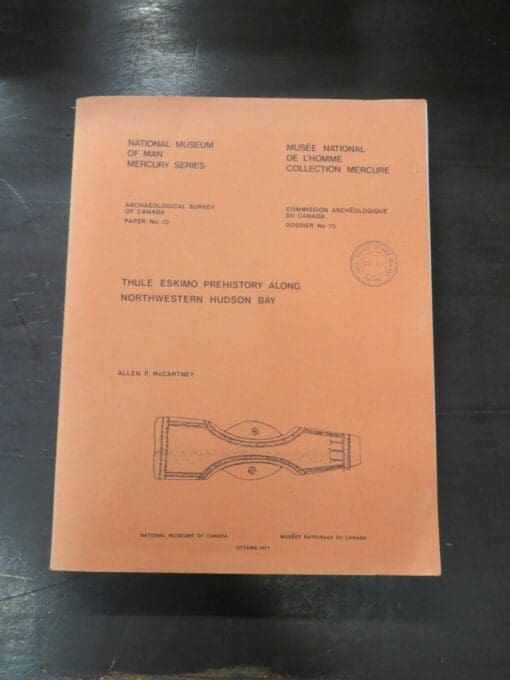 NATIONAL MUSEUM
OF MAN
MERCURY SERIES
MUSÉE NATIONAL
DE L'HOMME
COLLECTION MERCURE
ARCHAEOLOGICAL SURVEY
OF CANADA
PAPER No. 70
COMMISSION ARCHÉOLOGIQUE
DU CANADA
DOSSIER No 70
THULE ESKIMO PREHISTORY ALONG
NORTHWESTERN HUDSON BAY
ALLEN P. McCARTNEY
NATIONAL MUSEUMS OF CANADA
MUSÉES NATIONAUX DU CANADA
OTTAWA 1977